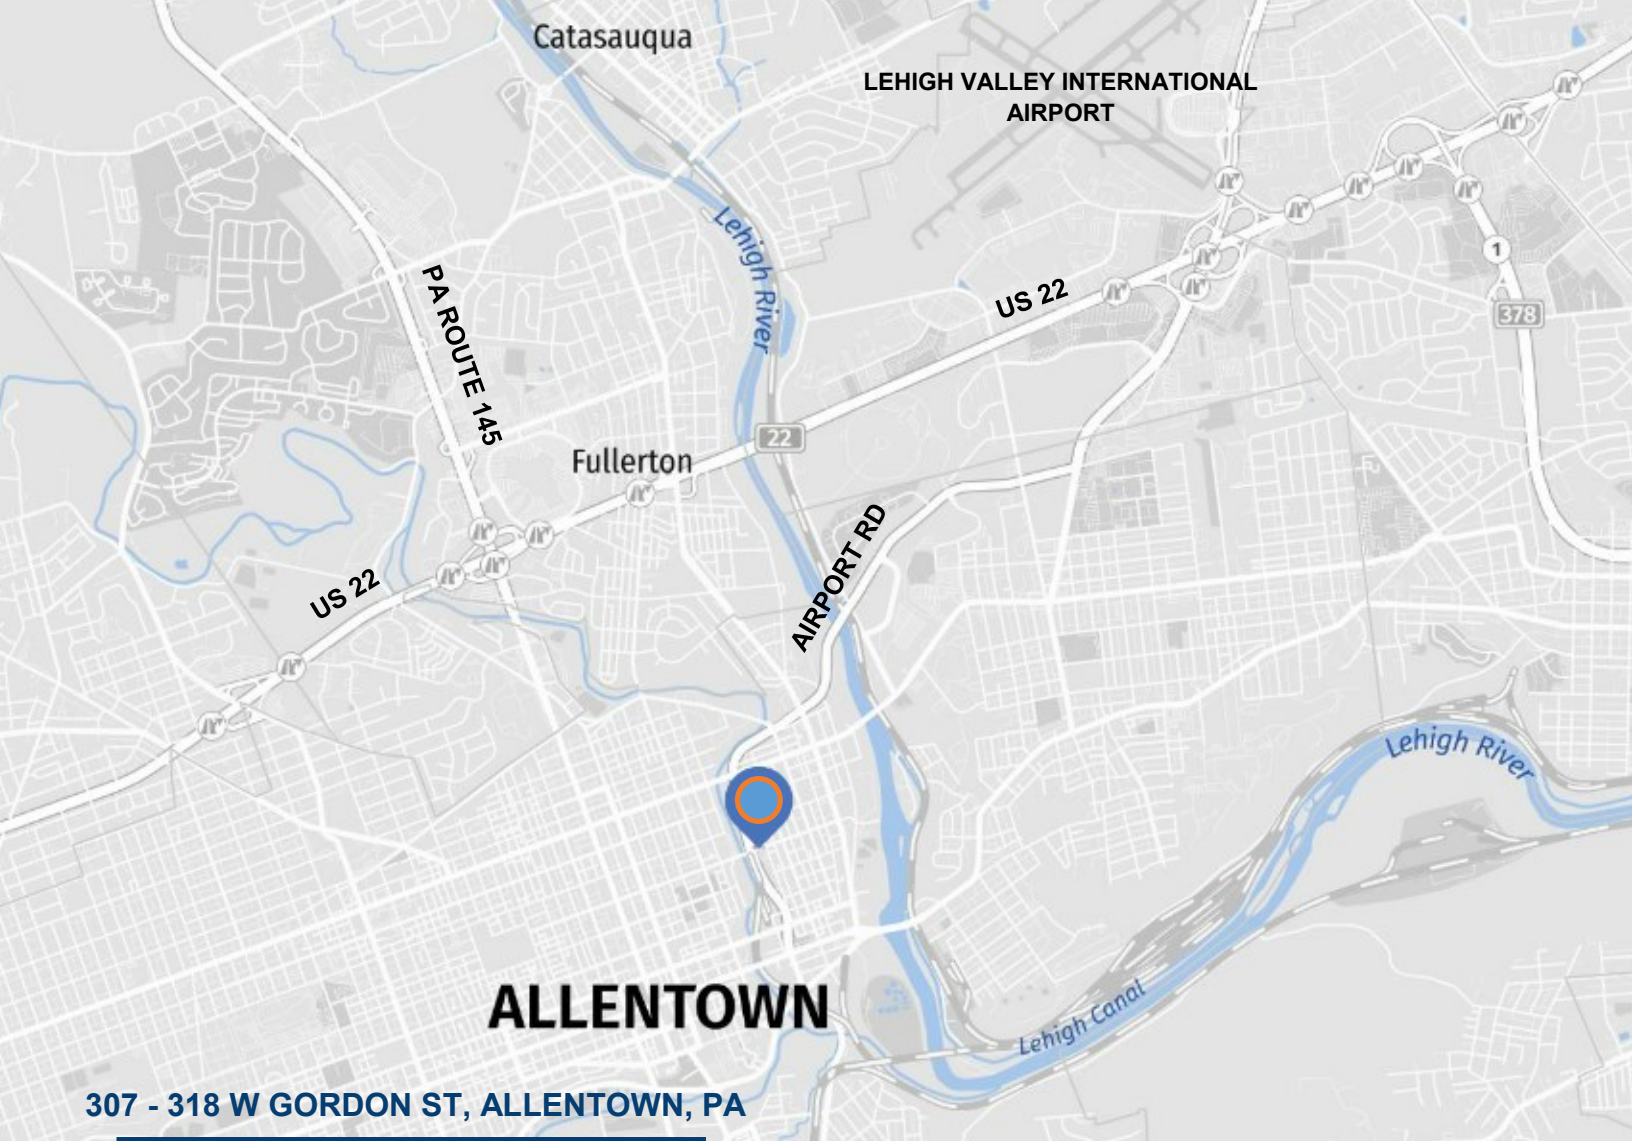 Catasauqua
LEHIGH VALLEY INTERNATIONAL
AIRPORT
Lehigh River
1
US 22
378
PA ROUTE 145
22
Fullerton
AIRPORT RD
US 22
Lehigh River
ALLENTOWN
Lehigh Canal
307 - 318 W GORDON ST, ALLENTOWN, PA